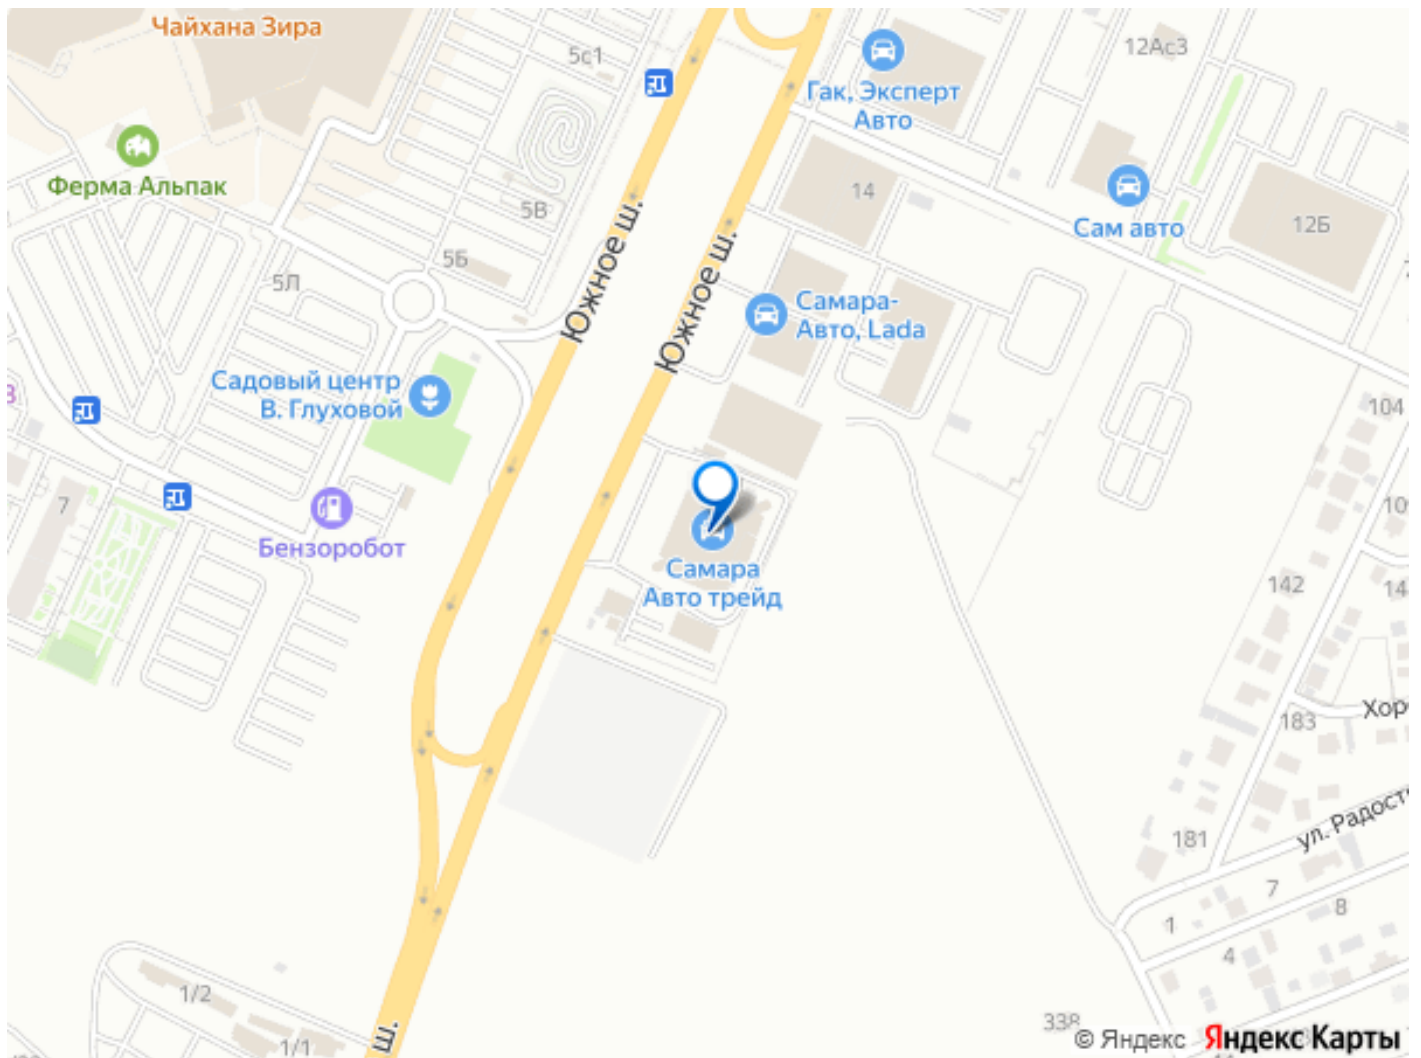 Чайхана Зира
5с1
12Ас3
Гак, Эксперт
Авто
Ферма Альпак
14
5В
Сам авто
12Б
5Б
5Л
Южное ш.
Южное ш.
Самара-
Авто, Lada
Садовый центр
В. Глуховой
104
7
Бензоробот
Самара
Авто трейд
142
183
181
ул. Радост
7
8
1
4
1/2
1/1
ш.
338
© Яндекс
Яндекс Карты